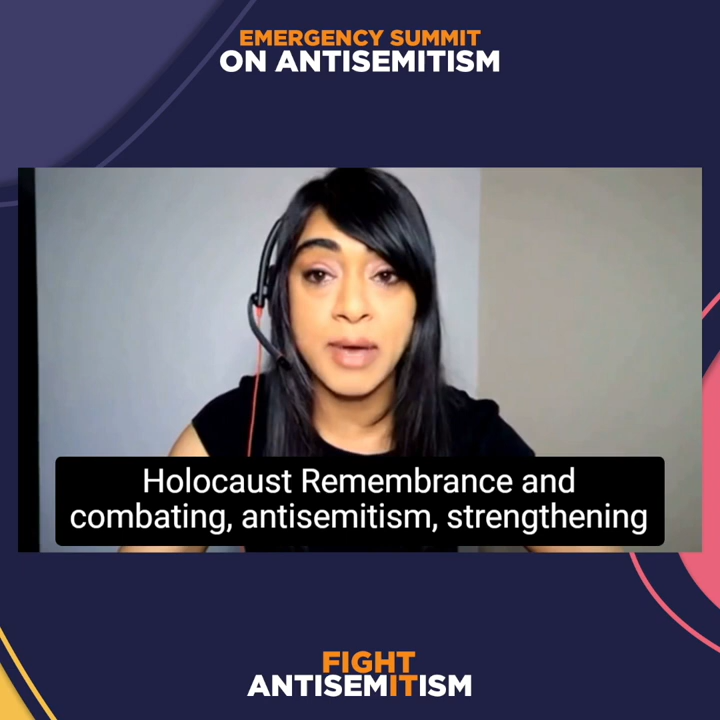 EMERGENCY SUMMIT
ON ANTISEMITISM
Holocaust Remembrance and
combating, antisemitism, strengthening
FIGHT
ANTISEMITISM